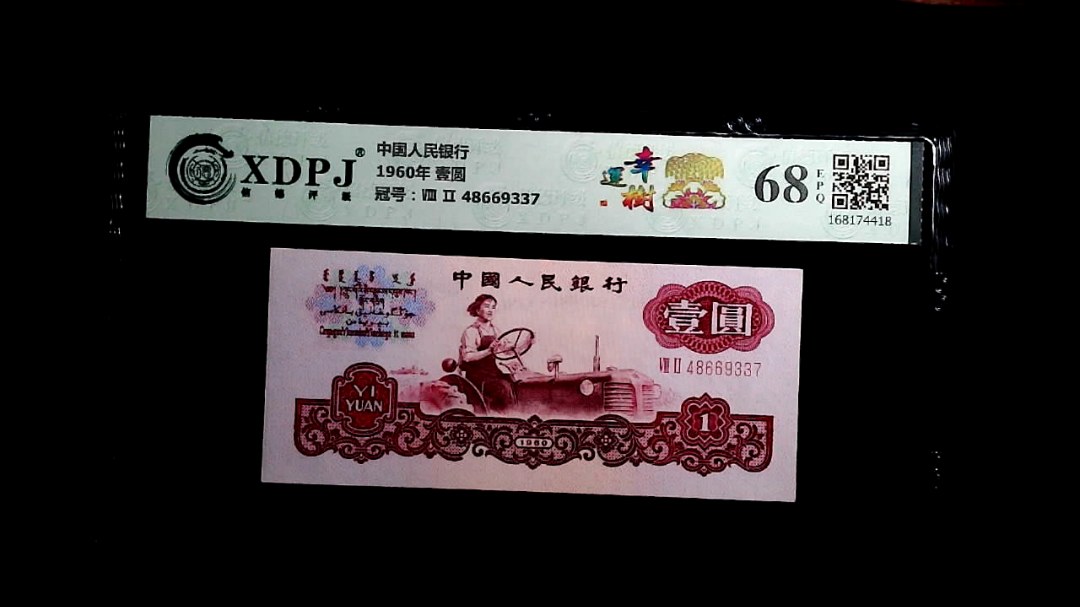 XDPJ®
信德评级
中国人民银行
1960年 壹圆
冠号:Ⅷ Ⅱ 48669337
幸運樹
68
EPQ
168174418
中國人民銀行
壹圓
Ⅷ Ⅱ 48669337
YI
YUAN
1960
1